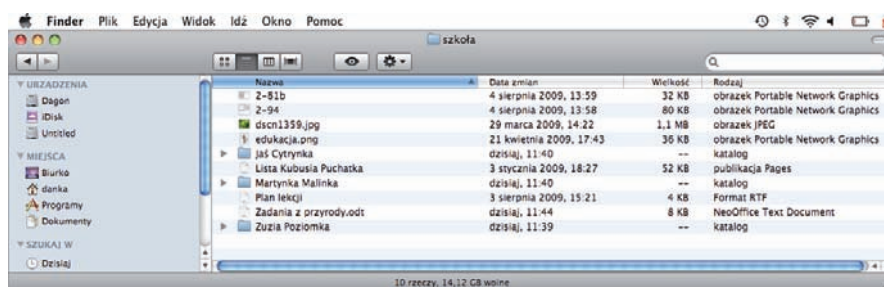 Finder Plik Edycja Widok Idź Okno Pomoc
szkoła
URZĄDZENIA
Dagon
iDisk
Untitled
MIEJSCA
Biurko
danka
Programy
Dokumenty
SZUKAJ W
Dzisiaj
Nazwa Data zmian Wielkość Rodzaj
2-81b 4 sierpnia 2009, 13:59 32 KB obrazek Portable Network Graphics
2-94 4 sierpnia 2009, 13:58 80 KB obrazek Portable Network Graphics
dscn1359.jpg 29 marca 2009, 14:22 1,1 MB obrazek JPEG
edukacja.png 21 kwietnia 2009, 17:43 36 KB obrazek Portable Network Graphics
Jaś Cytrynka dzisiaj, 11:40 -- katalog
Lista Kubusia Puchatka 3 stycznia 2009, 18:27 52 KB publikacja Pages
Martynka Malinka dzisiaj, 11:40 -- katalog
Plan lekcji 3 sierpnia 2009, 15:21 4 KB Format RTF
Zadania z przyrody.odt dzisiaj, 11:44 8 KB NeoOffice Text Document
Zuzia Poziomka dzisiaj, 11:39 -- katalog
10 rzeczy, 14,12 GB wolne